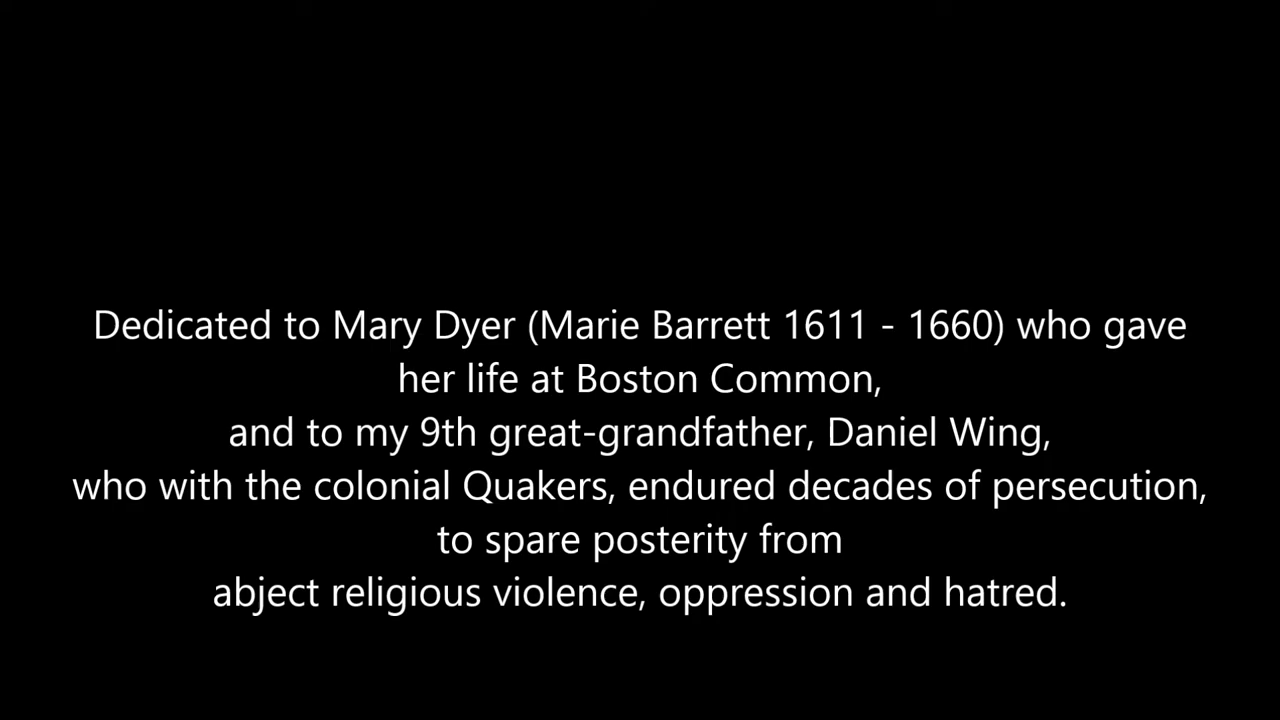 Dedicated to Mary Dyer (Marie Barrett 1611 - 1660) who gave
her life at Boston Common,
and to my 9th great-grandfather, Daniel Wing,
who with the colonial Quakers, endured decades of persecution,
to spare posterity from
abject religious violence, oppression and hatred.